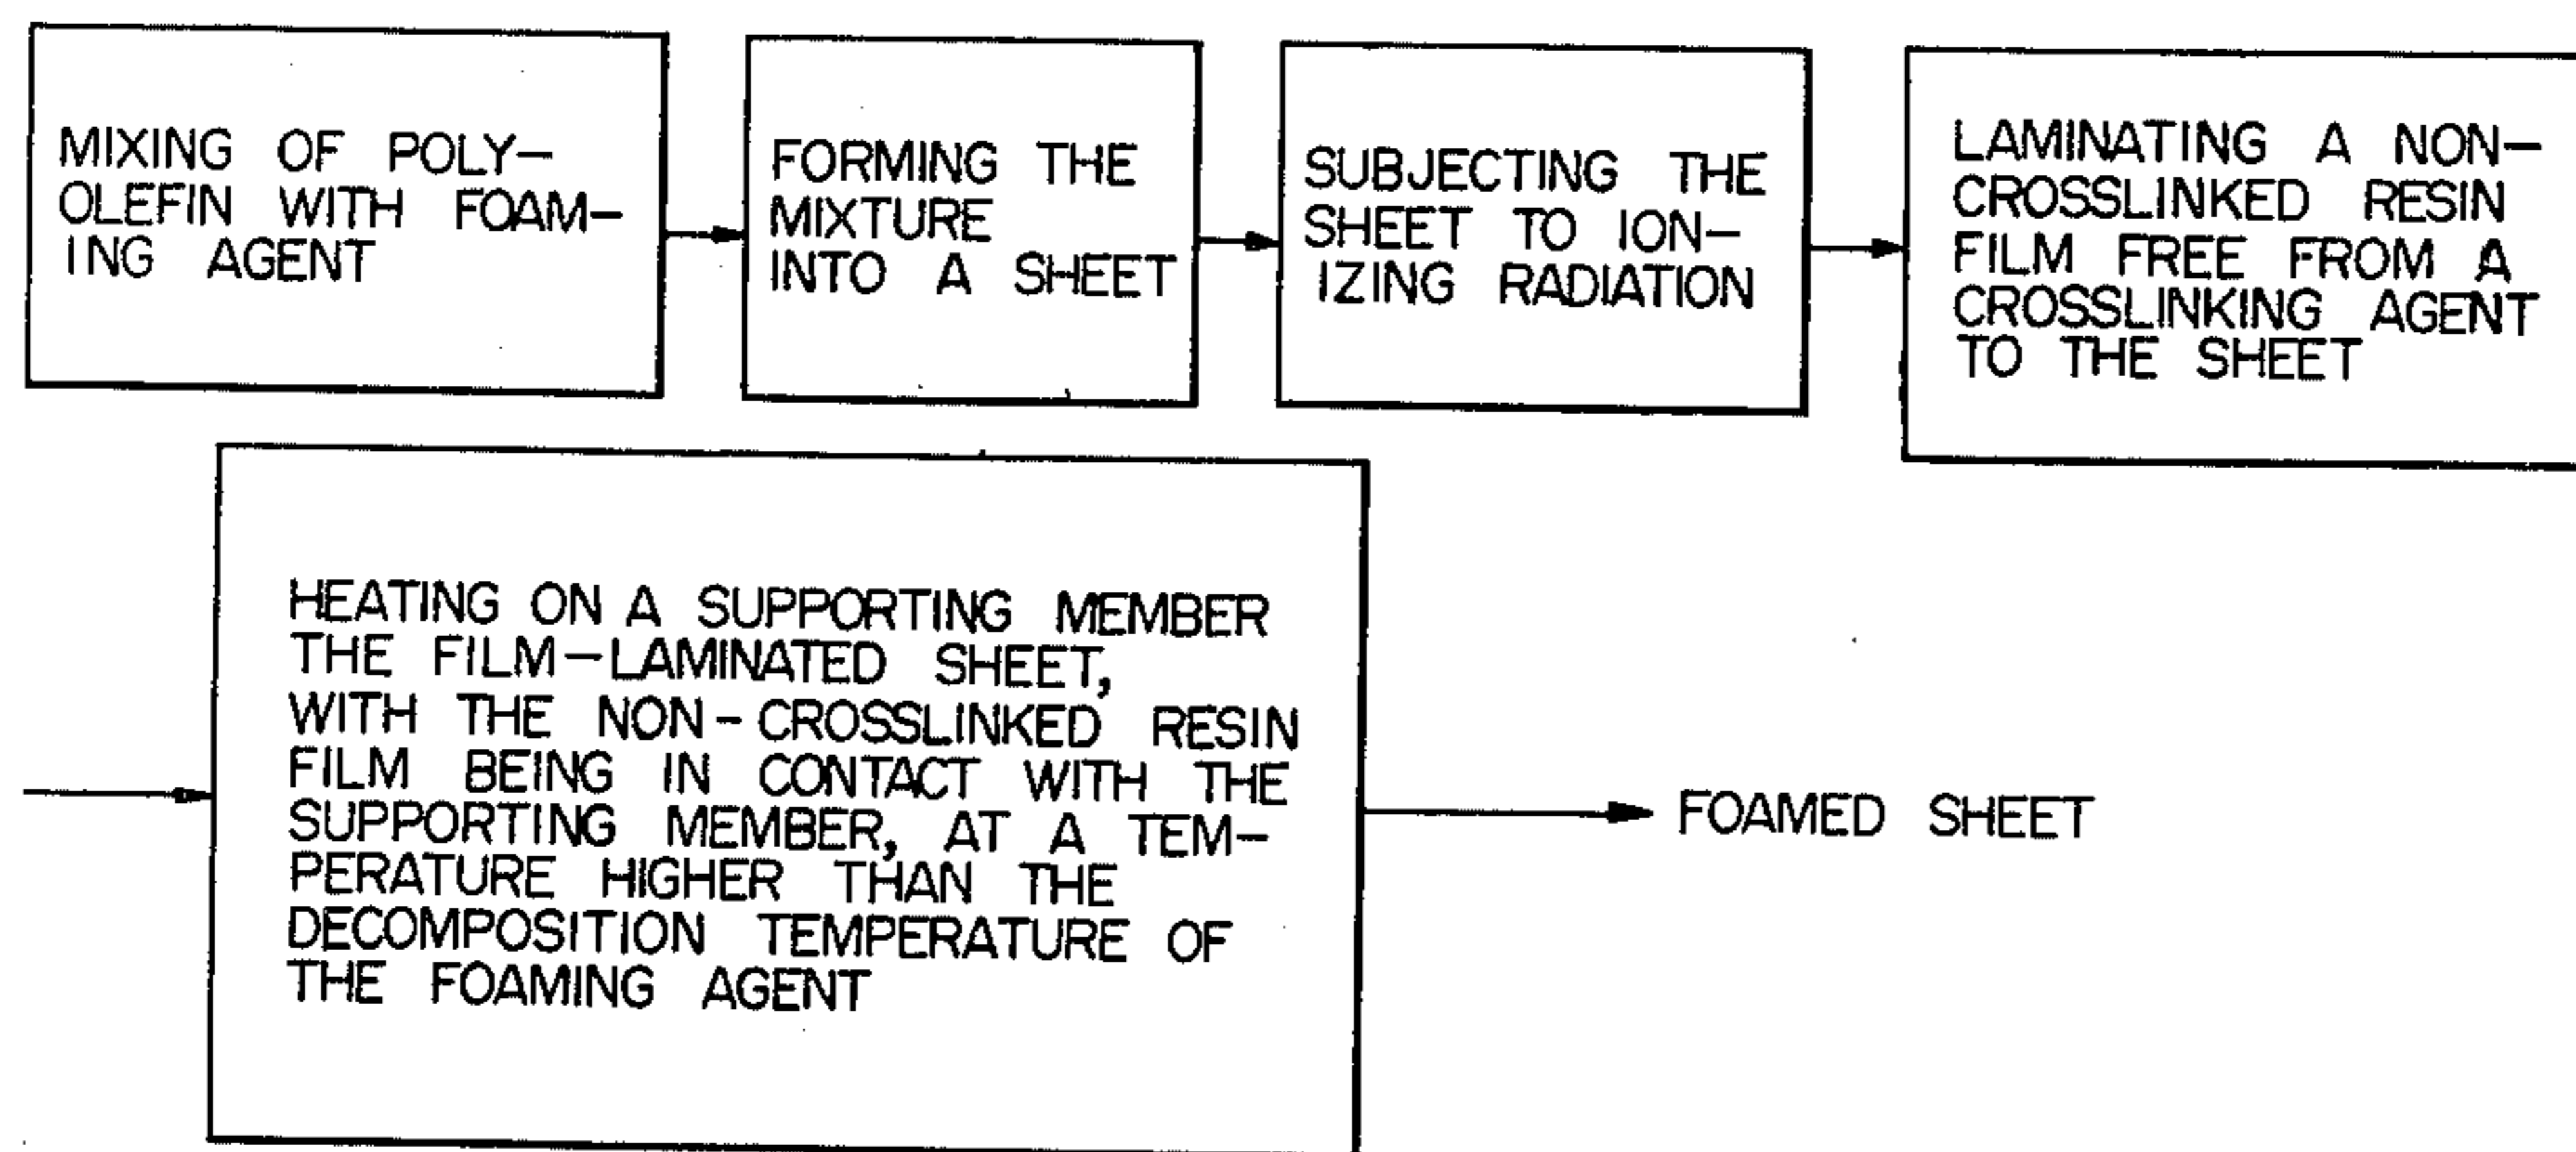 MIXING OF POLY-
OLEFIN WITH FOAM-
ING AGENT
FORMING THE
MIXTURE
INTO A SHEET
SUBJECTING THE
SHEET TO ION-
IZING RADIATION
LAMINATING A NON-
CROSSLINKED RESIN
FILM FREE FROM A
CROSSLINKING AGENT
TO THE SHEET
HEATING ON A SUPPORTING MEMBER
THE FILM-LAMINATED SHEET,
WITH THE NON-CROSSLINKED RESIN
FILM BEING IN CONTACT WITH THE
SUPPORTING MEMBER, AT A TEM-
PERATURE HIGHER THAN THE
DECOMPOSITION TEMPERATURE OF
THE FOAMING AGENT
FOAMED SHEET